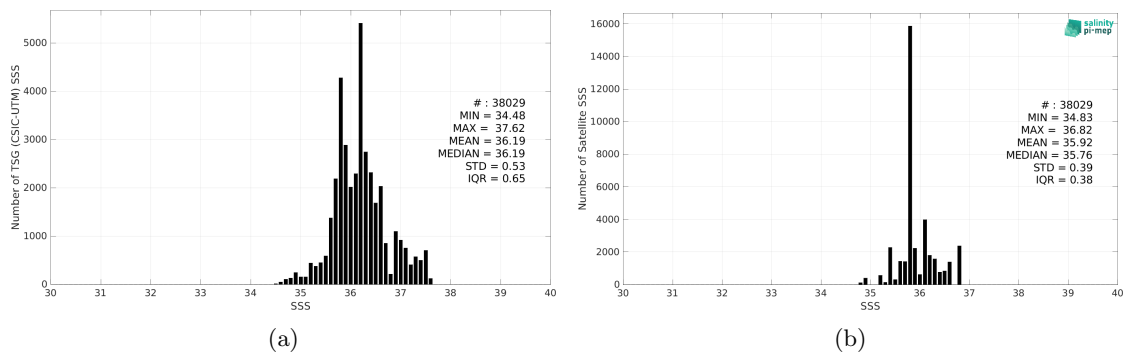 Number of TSG (CSIC-UTM) SSS
5000
4000
3000
2000
1000
0
# : 38029
MIN = 34.48
MAX = 37.62
MEAN = 36.19
MEDIAN = 36.19
STD = 0.53
IQR = 0.65
30 31 32 33 34 35 36 37 38 39 40
SSS
(a)
Number of Satellite SSS
16000
14000
12000
10000
8000
6000
4000
2000
0
salinity
pi-mep
# : 38029
MIN = 34.83
MAX = 36.82
MEAN = 35.92
MEDIAN = 35.76
STD = 0.39
IQR = 0.38
30 31 32 33 34 35 36 37 38 39 40
SSS
(b)